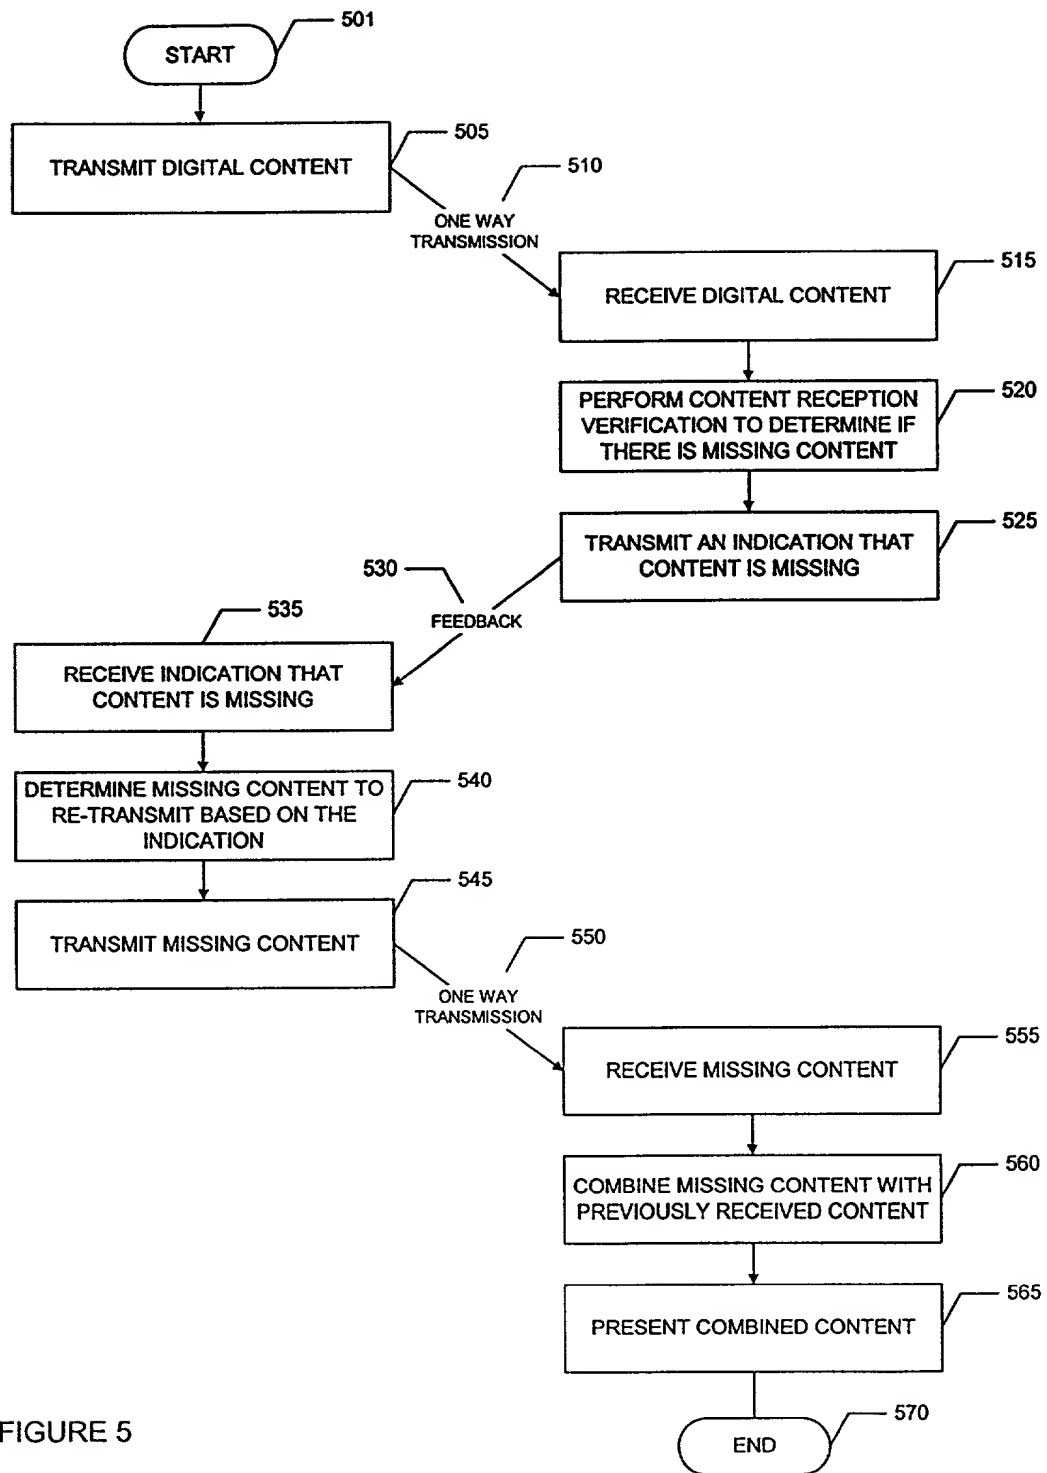 501
START
505
TRANSMIT DIGITAL CONTENT
510
ONE WAY
TRANSMISSION
515
RECEIVE DIGITAL CONTENT
520
PERFORM CONTENT RECEPTION
VERIFICATION TO DETERMINE IF
THERE IS MISSING CONTENT
525
TRANSMIT AN INDICATION THAT
CONTENT IS MISSING
530
FEEDBACK
535
RECEIVE INDICATION THAT
CONTENT IS MISSING
540
DETERMINE MISSING CONTENT TO
RE-TRANSMIT BASED ON THE
INDICATION
545
TRANSMIT MISSING CONTENT
550
ONE WAY
TRANSMISSION
555
RECEIVE MISSING CONTENT
560
COMBINE MISSING CONTENT WITH
PREVIOUSLY RECEIVED CONTENT
565
PRESENT COMBINED CONTENT
570
END
FIGURE 5